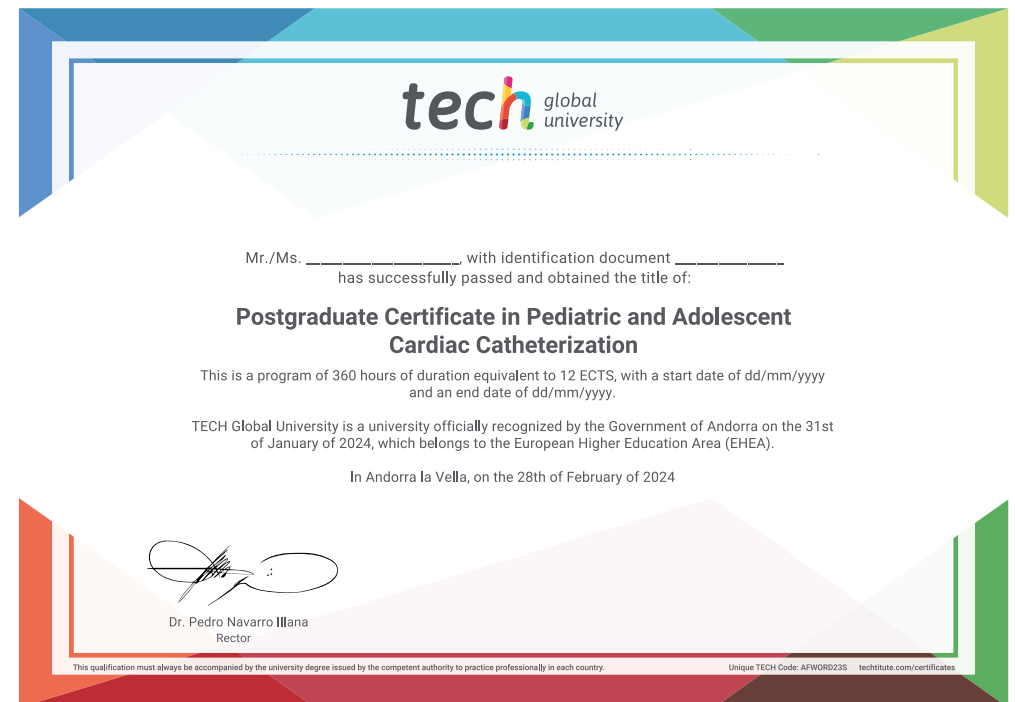 tech global
university
Mr./Ms. ____________________, with identification document ______________
has successfully passed and obtained the title of:
Postgraduate Certificate in Pediatric and Adolescent
Cardiac Catheterization
This is a program of 360 hours of duration equivalent to 12 ECTS, with a start date of dd/mm/yyyy
and an end date of dd/mm/yyyy.
TECH Global University is a university officially recognized by the Government of Andorra on the 31st
of January of 2024, which belongs to the European Higher Education Area (EHEA).
In Andorra la Vella, on the 28th of February of 2024
Dr. Pedro Navarro Illana
Rector
This qualification must always be accompanied by the university degree issued by the competent authority to practice professionally in each country.
Unique TECH Code: AFWORD23S techtitute.com/certificates